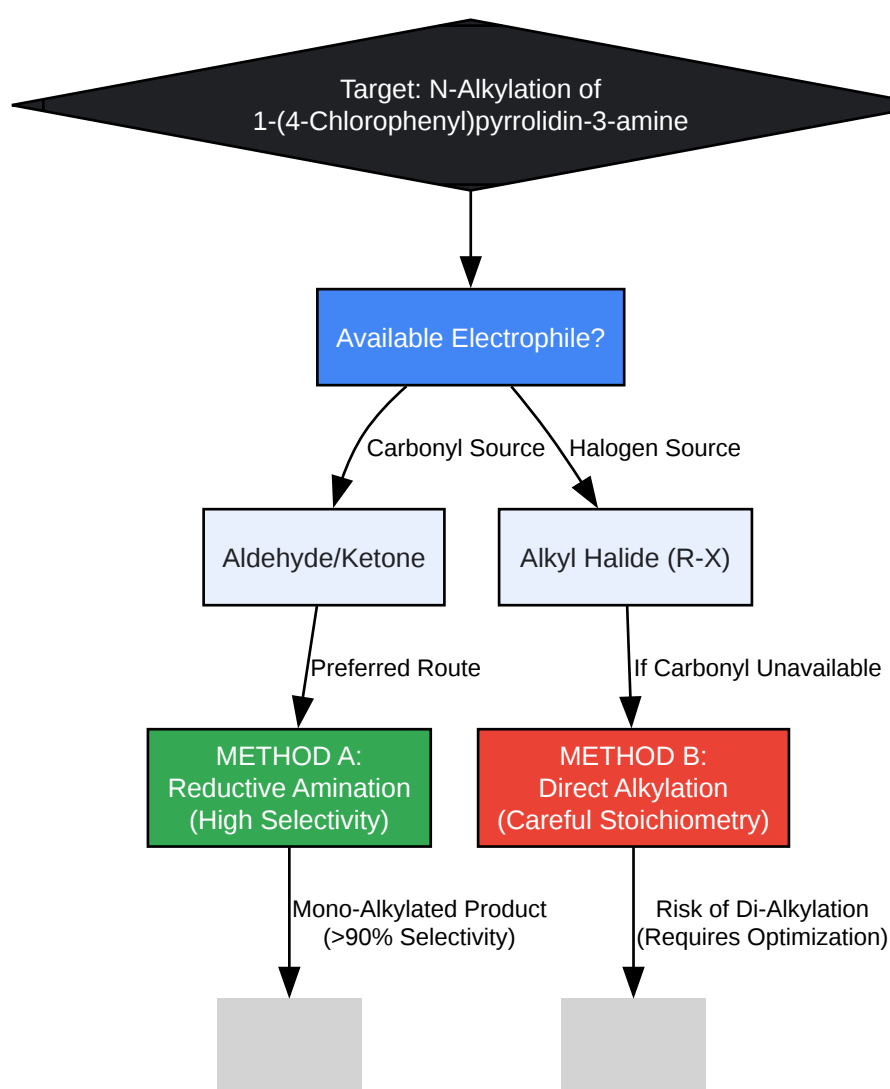 Target: N-Alkylation of
1-(4-Chlorophenyl)pyrrolidin-3-amine
Available Electrophile?
Carbonyl Source
Halogen Source
Aldehyde/Ketone
Alkyl Halide (R-X)
Preferred Route
If Carbonyl Unavailable
METHOD A:
Reductive Amination
(High Selectivity)
METHOD B:
Direct Alkylation
(Careful Stoichiometry)
Mono-Alkylated Product
(>90% Selectivity)
Risk of Di-Alkylation
(Requires Optimization)